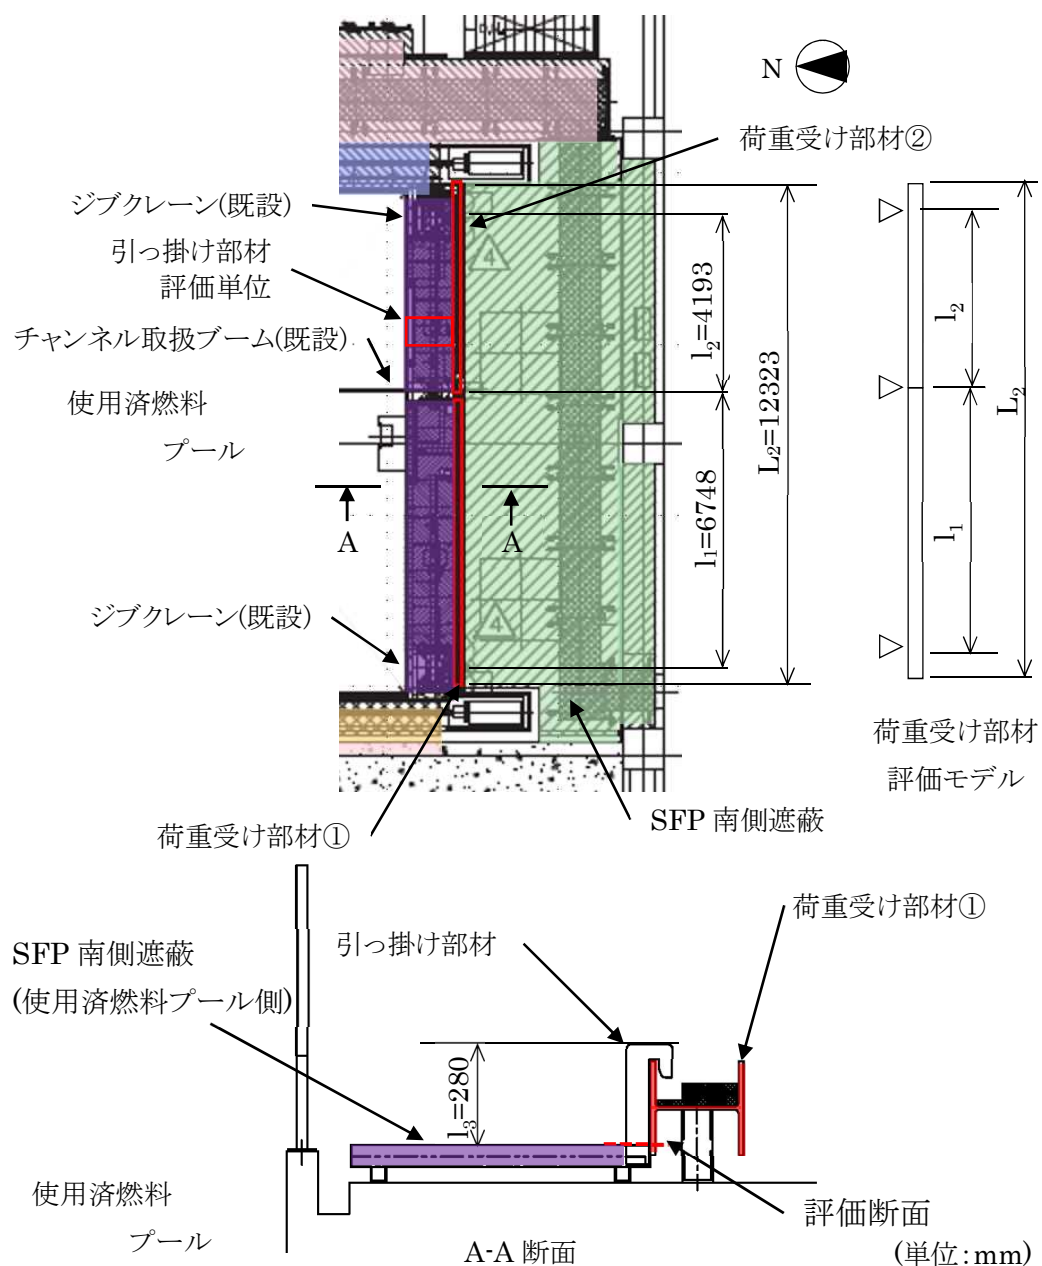 N
荷重受け部材②
ジブクレーン(既設)
引っ掛け部材
評価単位
チャンネル取扱ブーム(既設)
使用済燃料
プール
4
l₂=4193
L₂=12323
l₂
L₂
A
A
l₁=6748
l₁
4
ジブクレーン(既設)
荷重受け部材
評価モデル
SFP 南側遮蔽
荷重受け部材①
荷重受け部材①
引っ掛け部材
SFP 南側遮蔽
(使用済燃料プール側)
l₃=280
使用済燃料
プール
評価断面
A-A 断面
(単位:mm)